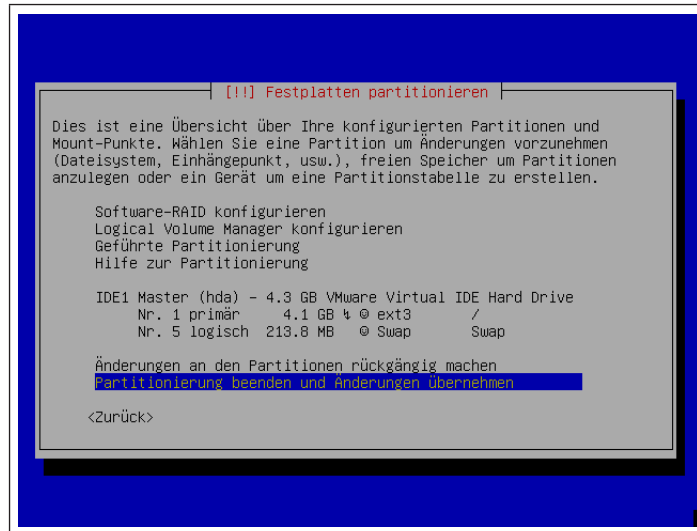 [!!] Festplatten partitionieren
Dies ist eine Übersicht über Ihre konfigurierten Partitionen und
Mount-Punkte. Wählen Sie eine Partition um Änderungen vorzunehmen
(Dateisystem, Einhängepunkt, usw.), freien Speicher um Partitionen
anzulegen oder ein Gerät um eine Partitionstabelle zu erstellen.
Software-RAID konfigurieren
Logical Volume Manager konfigurieren
Geführte Partitionierung
Hilfe zur Partitionierung
IDE1 Master (hda) - 4.3 GB VMware Virtual IDE Hard Drive
Nr. 1 primär 4.1 GB ↯ ☺ ext3 /
Nr. 5 logisch 213.8 MB ☺ Swap Swap
Änderungen an den Partitionen rückgängig machen
Partitionierung beenden und Änderungen übernehmen
<Zurück>